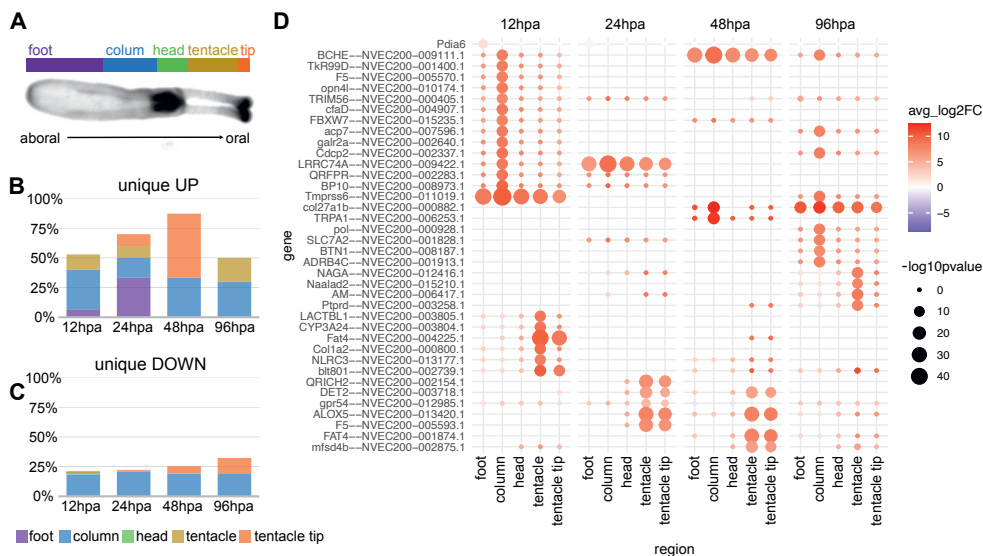 A
foot colum head tentacle tip
aboral oral
B
unique UP
100%
75%
50%
25%
0%
12hpa 24hpa 48hpa 96hpa
unique DOWN
C
100%
75%
50%
25%
0%
12hpa 24hpa 48hpa 96hpa
foot column head tentacle tentacle tip
D
12hpa 24hpa 48hpa 96hpa
gene
Pdia6
BCHE---NVEC200-009111.1
TkR99D---NVEC200-001400.1
F5---NVEC200-005570.1
opn4l---NVEC200-010174.1
TRIM56---NVEC200-000405.1
cfaD---NVEC200-004907.1
FBXW7---NVEC200-015235.1
acp7---NVEC200-007596.1
galr2a---NVEC200-002640.1
Cdcp2---NVEC200-002337.1
LRRC74A---NVEC200-009422.1
QRFPR---NVEC200-002283.1
BP10---NVEC200-008973.1
Tmprss6---NVEC200-011019.1
col27a1b---NVEC200-000882.1
TRPA1---NVEC200-006253.1
pol---NVEC200-000928.1
SLC7A2---NVEC200-001828.1
BTN1---NVEC200-008187.1
ADRB4C---NVEC200-001913.1
NAGA---NVEC200-012416.1
Naalad2---NVEC200-015210.1
AM---NVEC200-006417.1
Ptprd---NVEC200-003258.1
LACTBL1---NVEC200-003805.1
CYP3A24---NVEC200-003804.1
Fat4---NVEC200-004225.1
Col1a2---NVEC200-000800.1
NLRC3---NVEC200-013177.1
blt801---NVEC200-002739.1
QRICH2---NVEC200-002154.1
DET2---NVEC200-003718.1
gpr54---NVEC200-012985.1
ALOX5---NVEC200-013420.1
F5---NVEC200-005593.1
FAT4---NVEC200-001874.1
mfsd4b---NVEC200-002875.1
foot column head tentacle tentacle tip foot column head tentacle tentacle tip foot column head tentacle tentacle tip foot column head tentacle tentacle tip
region
avg_log2FC
10
5
0
-5
-log10pvalue
0
10
20
30
40